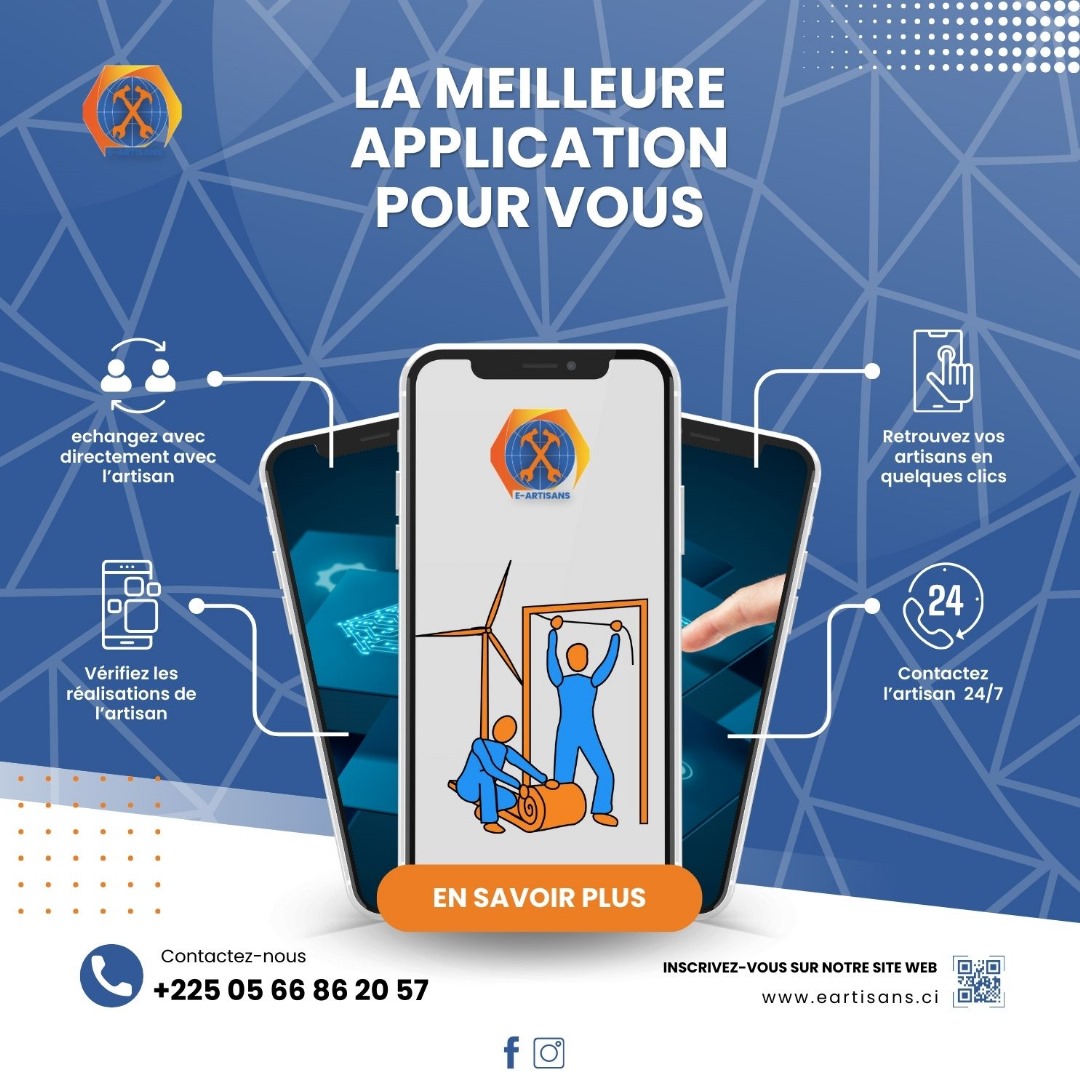 LA MEILLEURE
APPLICATION
POUR VOUS
echangez avec
directement avec
l'artisan
Retrouvez vos
artisans en
quelques clics
E-ARTISANS
Vérifiez les
réalisations de
l'artisan
24
Contactez
l'artisan 24/7
EN SAVOIR PLUS
Contactez-nous
+225 05 66 86 20 57
INSCRIVEZ-VOUS SUR NOTRE SITE WEB
www.eartisans.ci